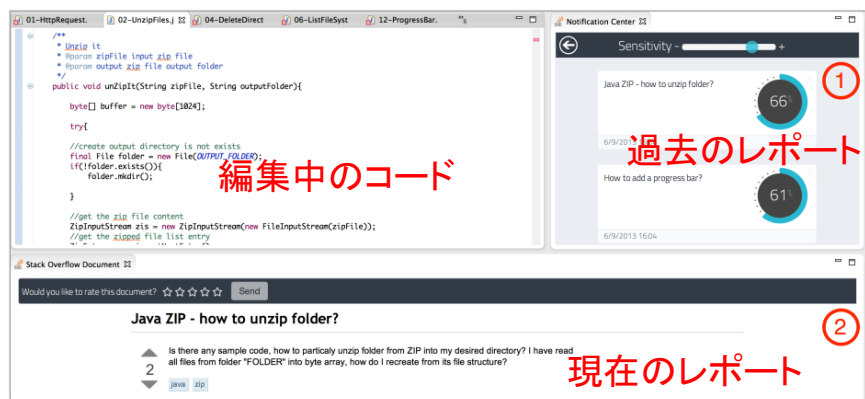 01-HttpRequest. 02-UnzipFiles.j 04-DeleteDirect 06-ListFileSyst 12-ProgressBar. »8
/**
* Unzip it
* @param zipFile input zip file
* @param output zip file output folder
*/
public void unZipIt(String zipFile, String outputFolder){
byte[] buffer = new byte[1024];
try{
//create output directory is not exists
final File folder = new File(OUTPUT_FOLDER);
if(!folder.exists()){
folder.mkdir();
}
//get the zip file content
ZipInputStream zis = new ZipInputStream(new FileInputStream(zipFile));
//get the zipped file list entry
編集中のコード
Notification Center
Sensitivity - +
1
Java ZIP - how to unzip folder?
66%
6/9/2013
過去のレポート
How to add a progress bar?
61%
6/9/2013 16:04
Stack Overflow Document
Would you like to rate this document? Send
2
Java ZIP - how to unzip folder?
Is there any sample code, how to particaly unzip folder from ZIP into my desired directory? I have read
all files from folder "FOLDER" into byte array, how do I recreate from its file structure?
2
java zip
現在のレポート